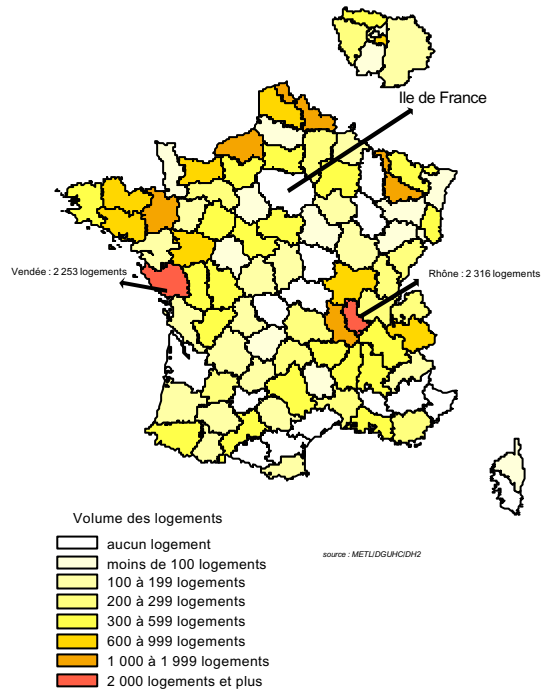 Ile de France
Vendée : 2 253 logements
Rhône : 2 316 logements
Volume des logements
aucun logement
moins de 100 logements
100 à 199 logements
200 à 299 logements
300 à 599 logements
600 à 999 logements
1 000 à 1 999 logements
2 000 logements et plus
source : METL/DGUHC/DH2